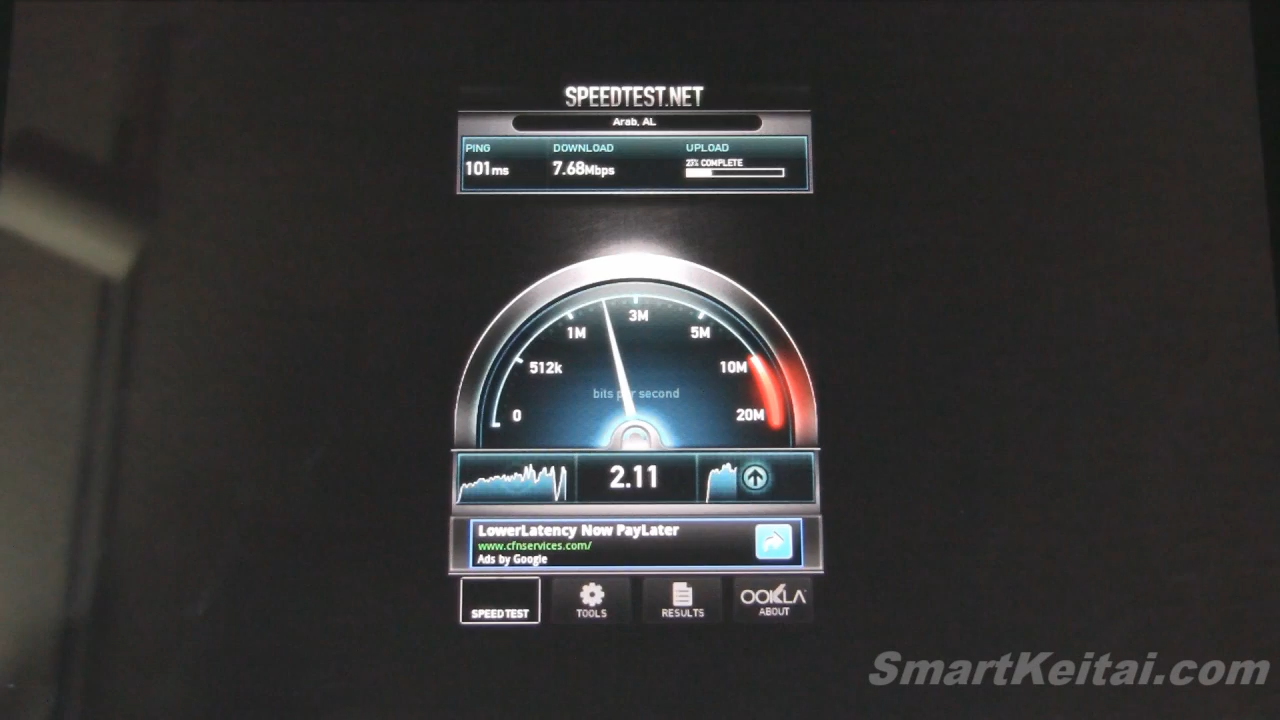 SPEEDTEST.NET
Arab, AL
PING DOWNLOAD UPLOAD
101ms 7.68Mbps 27% COMPLETE
3M
1M 5M
512k 10M
bits per second
0 20M
2.11
LowerLatency Now PayLater
www.cfnservices.com/
Ads by Google
SPEEDTEST TOOLS RESULTS OOKLA ABOUT
SmartKeitai.com